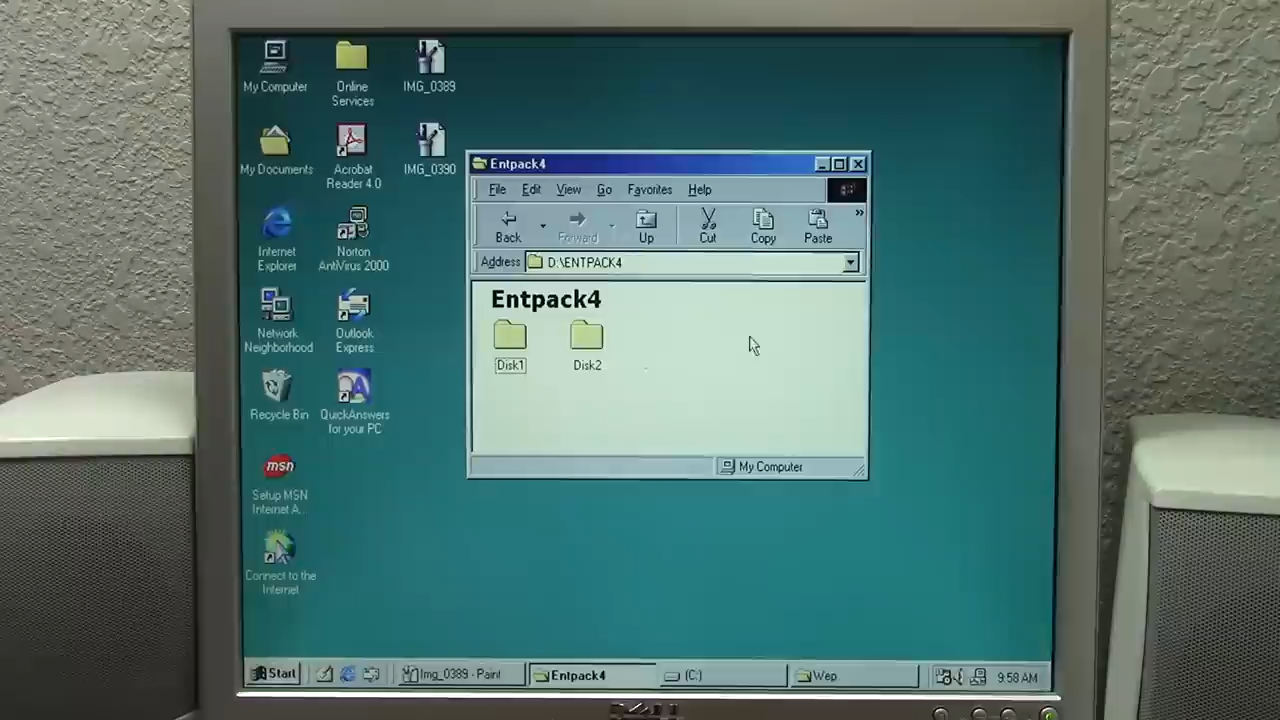 My Computer
Online
Services
IMG_0389
My Documents
Acrobat
Reader 4.0
IMG_0390
Internet
Explorer
Norton
AntiVirus 2000
Network
Neighborhood
Outlook
Express
Recycle Bin
QuickAnswers
for your PC
msn
Setup MSN
Internet A...
Connect to the
Internet
Entpack4
File Edit View Go Favorites Help
Back Forward Up Cut Copy Paste »
Address D:\ENTPACK4
Entpack4
Disk1 Disk2
My Computer
Start Img_0389 - Paint Entpack4 (C:) Wep 9:58 AM
DELL